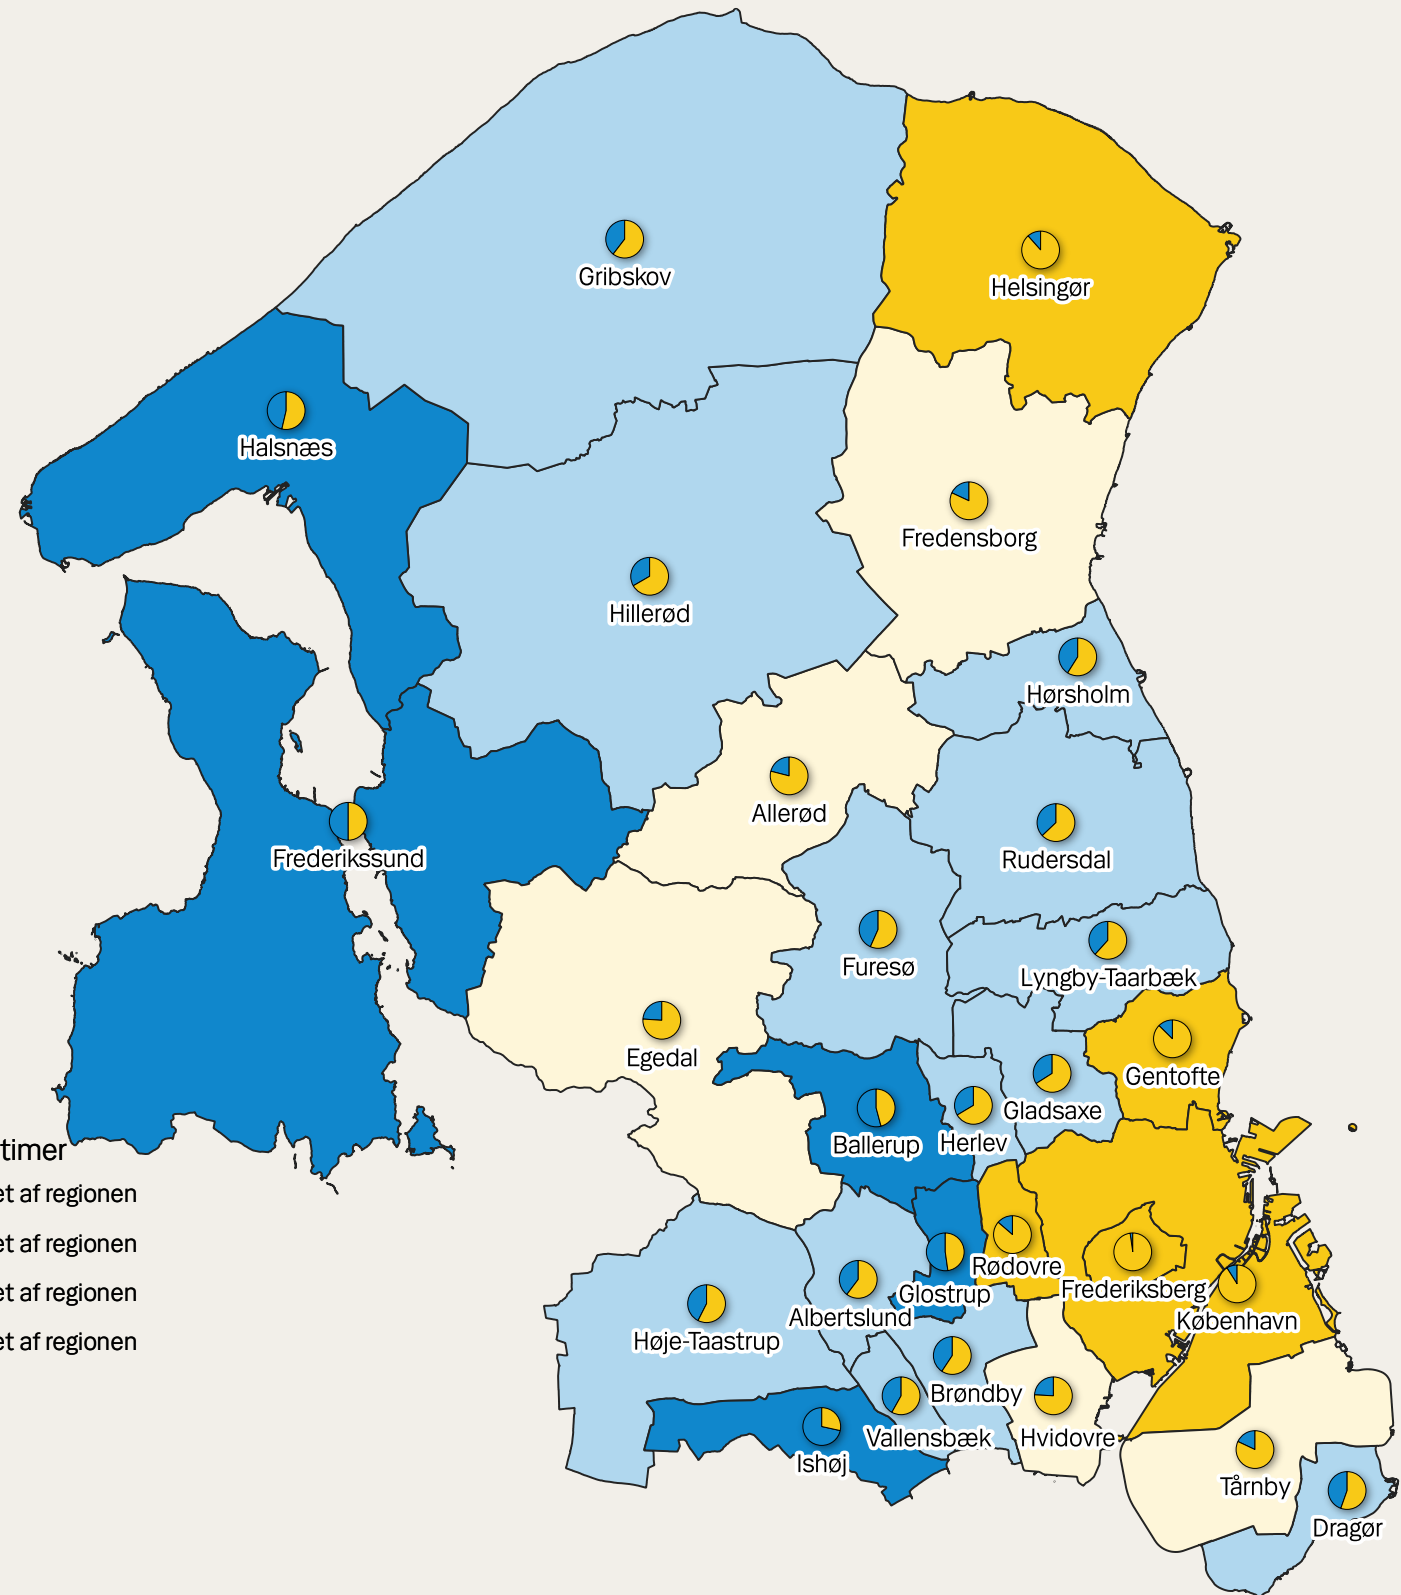 Gribskov
Helsingør
Halsnæs
Fredensborg
Hillerød
Hørsholm
Allerød
Rudersdal
Frederikssund
Furesø
Lyngby-Taarbæk
Egedal
Gentofte
Gladsaxe
Ballerup
Herlev
timer
et af regionen
et af regionen
Rødovre
Glostrup
Frederiksberg
et af regionen
Albertslund
København
et af regionen
Høje-Taastrup
Brøndby
Vallensbæk
Hvidovre
Ishøj
Tårnby
Dragør